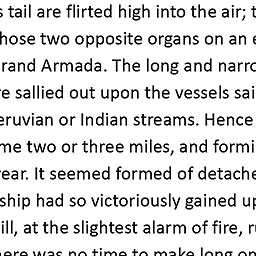 tail are flirted high into the air; t
hose two opposite organs on an e
rand Armada. The long and narro
e sallied out upon the vessels sai
eruvian or Indian streams. Hence
me two or three miles, and formi
ear. It seemed formed of detache
ship had so victoriously gained up
ill, at the slightest alarm of fire, r
here was no time to make long on